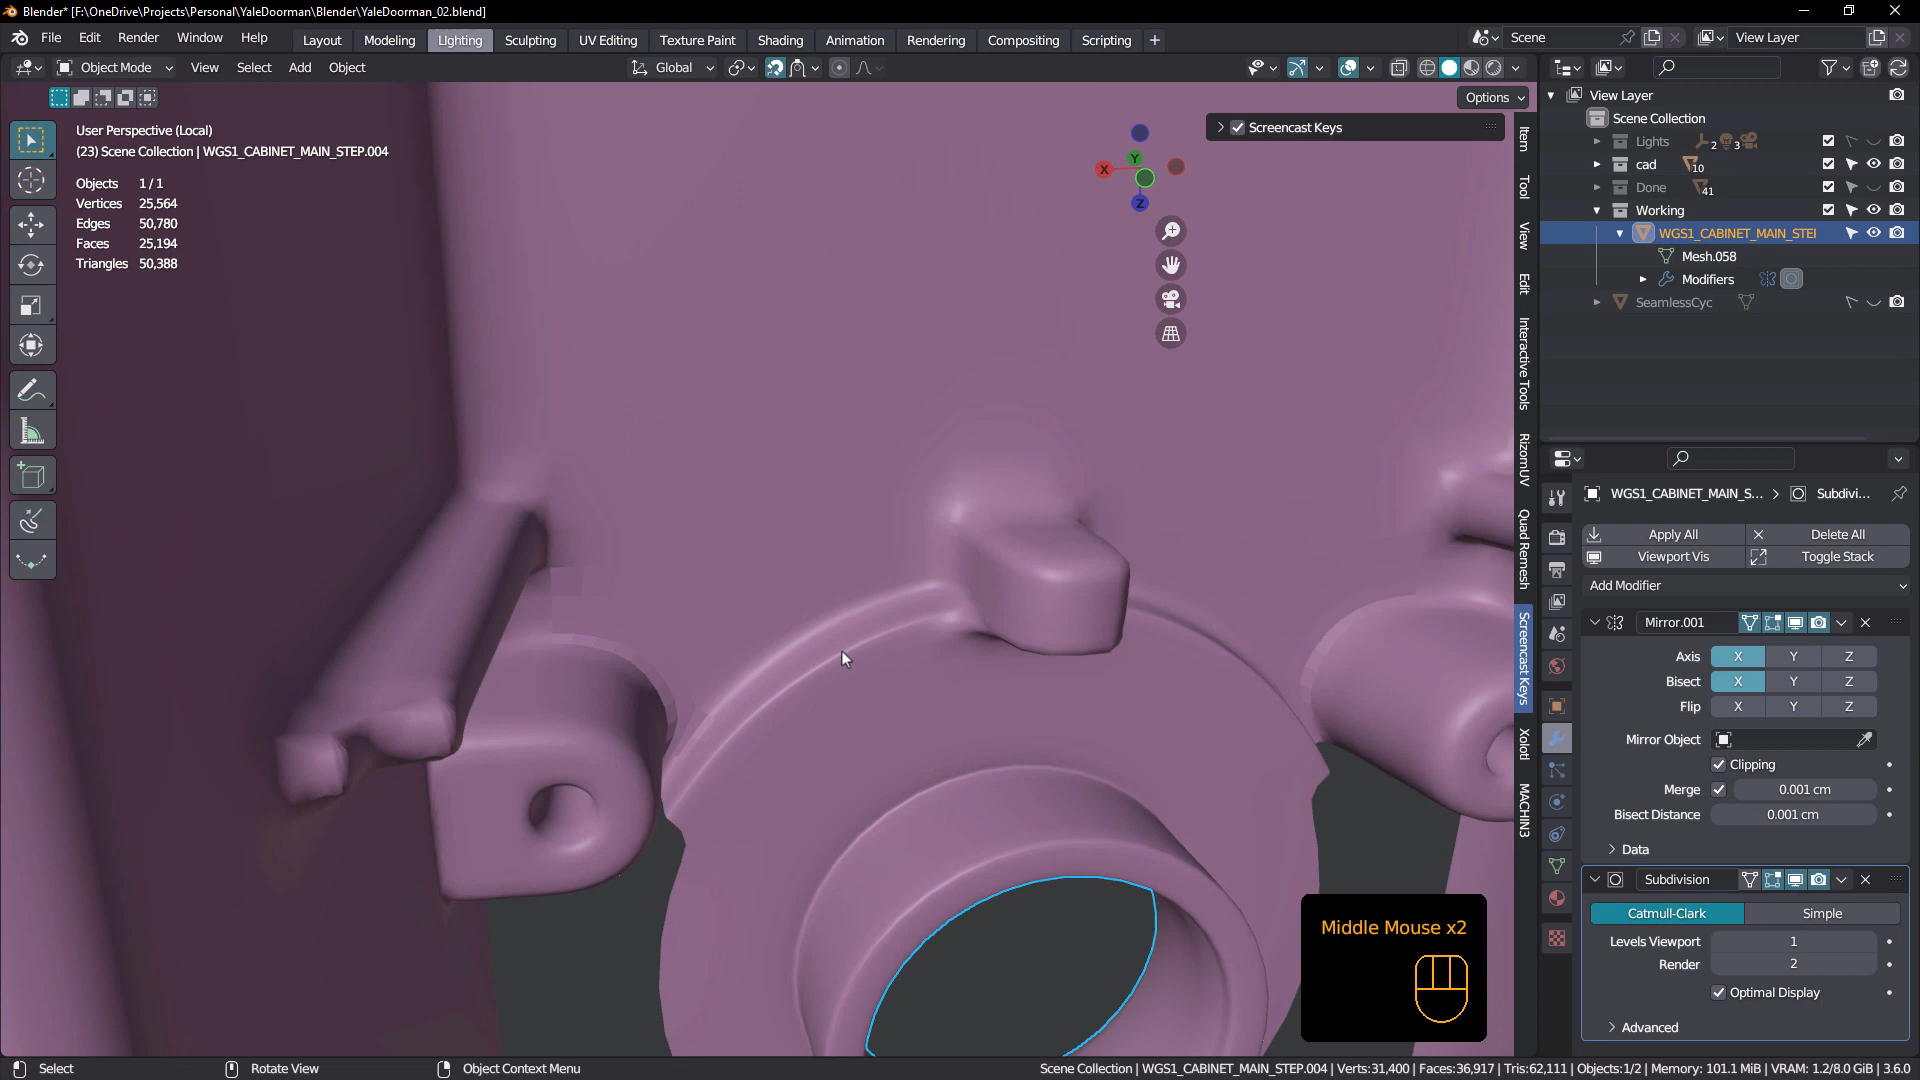 Blender* [F:\OneDrive\Projects\Personal\YaleDoorman\Blender\YaleDoorman_02.blend]
File Edit Render Window Help Layout Modeling Lighting Sculpting UV Editing Texture Paint Shading Animation Rendering Compositing Scripting + Scene View Layer
Object Mode View Select Add Object Global
Options
User Perspective (Local)
(23) Scene Collection | WGS1_CABINET_MAIN_STEP.004
Objects 1/1
Vertices 25,564
Edges 50,780
Faces 25,194
Triangles 50,388
Screencast Keys
Y
X
Z
Item
Tool
View
Edit
Interactive Tools
RizomUV
Quad Remesh
Screencast Keys
Xolotl
MACHIN3
View Layer
Scene Collection
Lights 2 3
cad 10
Done 41
Working
WGS1_CABINET_MAIN_STEI
Mesh.058
Modifiers
SeamlessCyc
WGS1_CABINET_MAIN_S... Subdivi...
Apply All Delete All
Viewport Vis Toggle Stack
Add Modifier
Mirror.001
Axis X Y Z
Bisect X Y Z
Flip X Y Z
Mirror Object
Clipping
Merge 0.001 cm
Bisect Distance 0.001 cm
Data
Subdivision
Catmull-Clark Simple
Levels Viewport 1
Render 2
Optimal Display
Advanced
Middle Mouse x2
Select Rotate View Object Context Menu Scene Collection | WGS1_CABINET_MAIN_STEP.004 | Verts:31,400 | Faces:36,917 | Tris:62,111 | Objects:1/2 | Memory: 101.1 MiB | VRAM: 1.2/8.0 GiB | 3.6.0